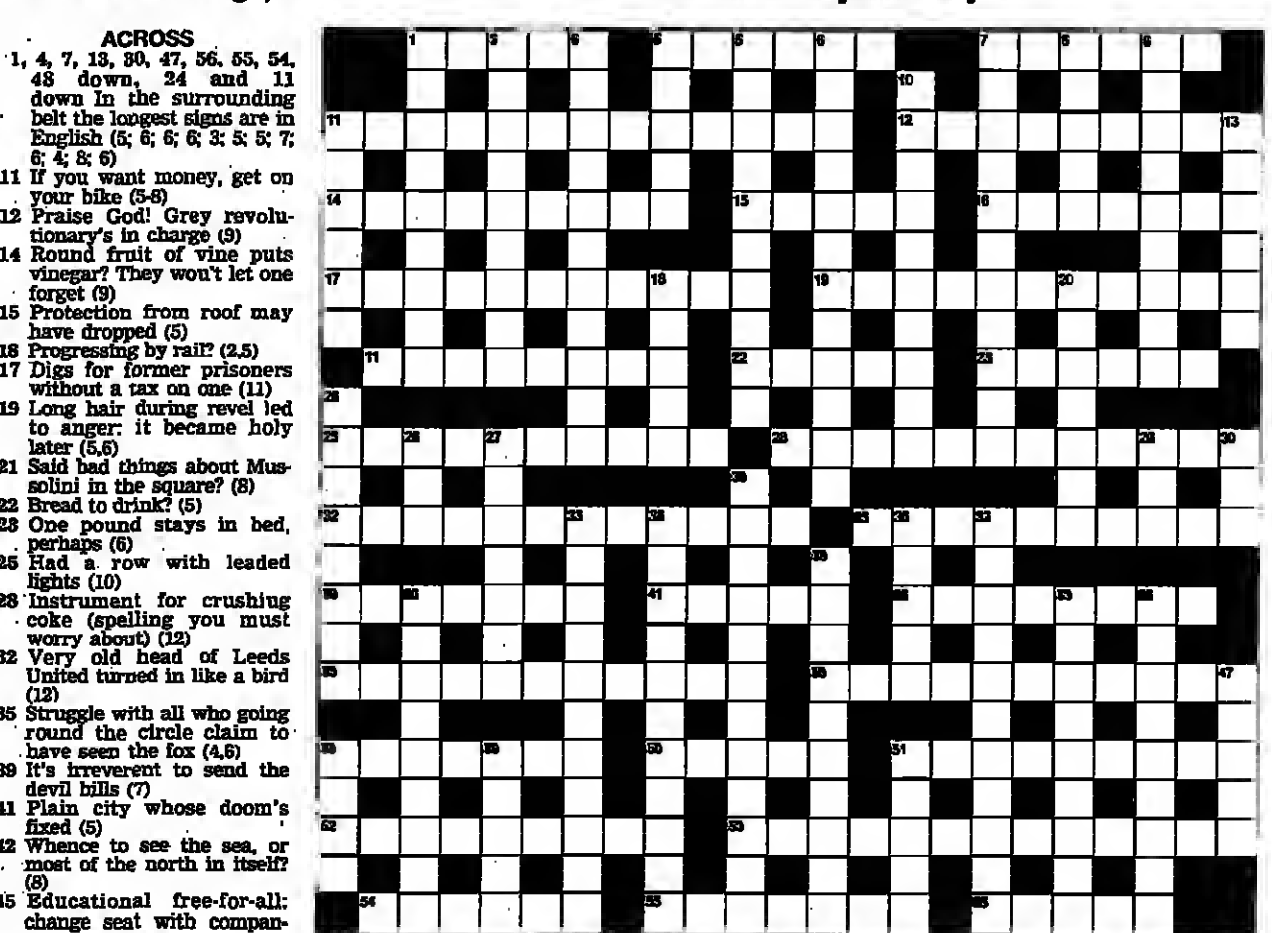 ACROSS
1, 4, 7, 13, 30, 47, 56, 55, 54,
48 down, 24 and 11
down In the surrounding
belt the longest signs are in
English (5; 6; 6; 6; 3; 5; 5; 7;
6; 4; 8; 6)
11 If you want money, get on
your bike (5-8)
12 Praise God! Grey revolu-
tionary's in charge (9)
14 Round fruit of vine puts
vinegar? They won't let one
forget (9)
15 Protection from roof may
have dropped (5)
16 Progressing by rail? (2,5)
17 Digs for former prisoners
without a tax on one (11)
19 Long hair during revel led
to anger: it became holy
later (5,6)
21 Said bad things about Mus-
solini in the square? (8)
22 Bread to drink? (5)
23 One pound stays in bed,
perhaps (6)
25 Had a row with leaded
lights (10)
28 Instrument for crushing
coke (spelling you must
worry about) (12)
32 Very old head of Leeds
United turned in like a bird
(12)
35 Struggle with all who going
round the circle claim to
have seen the fox (4,6)
39 It's irreverent to send the
devil bills (7)
41 Plain city whose doom's
fixed (5)
42 Whence to see the sea, or
most of the north in itself?
(8)
45 Educational free-for-all:
change seat with compan-